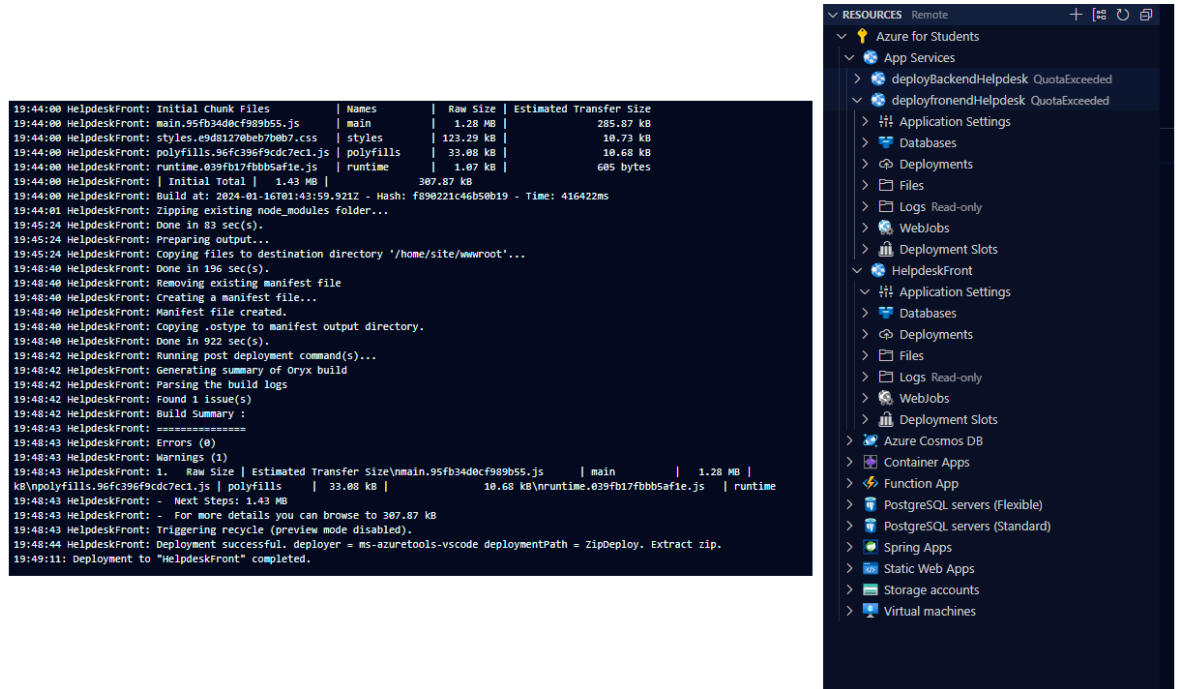 19:44:00 HelpdeskFront: Initial Chunk Files | Names | Raw Size | Estimated Transfer Size
19:44:00 HelpdeskFront: main.95fb34d0cf989b55.js | main | 1.28 MB | 285.87 kB
19:44:00 HelpdeskFront: styles.e9d81270beb7b0b7.css | styles | 123.29 kB | 10.73 kB
19:44:00 HelpdeskFront: polyfills.96fc396f9cdc7ec1.js | polyfills | 33.08 kB | 10.68 kB
19:44:00 HelpdeskFront: runtime.039fb17fbbb5af1e.js | runtime | 1.07 kB | 605 bytes
19:44:00 HelpdeskFront: | Initial Total | 1.43 MB | 307.87 kB
19:44:00 HelpdeskFront: Build at: 2024-01-16T01:43:59.921Z - Hash: f890221c46b50b19 - Time: 416422ms
19:44:01 HelpdeskFront: Zipping existing node_modules folder...
19:45:24 HelpdeskFront: Done in 83 sec(s).
19:45:24 HelpdeskFront: Preparing output...
19:45:24 HelpdeskFront: Copying files to destination directory '/home/site/wwwroot'...
19:48:40 HelpdeskFront: Done in 196 sec(s).
19:48:40 HelpdeskFront: Removing existing manifest file
19:48:40 HelpdeskFront: Creating a manifest file...
19:48:40 HelpdeskFront: Manifest file created.
19:48:40 HelpdeskFront: Copying .ostype to manifest output directory.
19:48:40 HelpdeskFront: Done in 922 sec(s).
19:48:42 HelpdeskFront: Running post deployment command(s)...
19:48:42 HelpdeskFront: Generating summary of Oryx build
19:48:42 HelpdeskFront: Parsing the build logs
19:48:42 HelpdeskFront: Found 1 issue(s)
19:48:42 HelpdeskFront: Build Summary :
19:48:43 HelpdeskFront: ===============
19:48:43 HelpdeskFront: Errors (0)
19:48:43 HelpdeskFront: Warnings (1)
19:48:43 HelpdeskFront: 1. Raw Size | Estimated Transfer Size\nmain.95fb34d0cf989b55.js | main | 1.28 MB |
kB\npolyfills.96fc396f9cdc7ec1.js | polyfills | 33.08 kB | 10.68 kB\nruntime.039fb17fbbb5af1e.js | runtime
19:48:43 HelpdeskFront: - Next Steps: 1.43 MB
19:48:43 HelpdeskFront: - For more details you can browse to 307.87 kB
19:48:43 HelpdeskFront: Triggering recycle (preview mode disabled).
19:48:44 HelpdeskFront: Deployment successful. deployer = ms-azuretools-vscode deploymentPath = ZipDeploy. Extract zip.
19:49:11: Deployment to "HelpdeskFront" completed.
RESOURCES Remote
Azure for Students
App Services
deployBackendHelpdesk QuotaExceeded
deployfronendHelpdesk QuotaExceeded
Application Settings
Databases
Deployments
Files
Logs Read-only
WebJobs
Deployment Slots
HelpdeskFront
Application Settings
Databases
Deployments
Files
Logs Read-only
WebJobs
Deployment Slots
Azure Cosmos DB
Container Apps
Function App
PostgreSQL servers (Flexible)
PostgreSQL servers (Standard)
Spring Apps
Static Web Apps
Storage accounts
Virtual machines